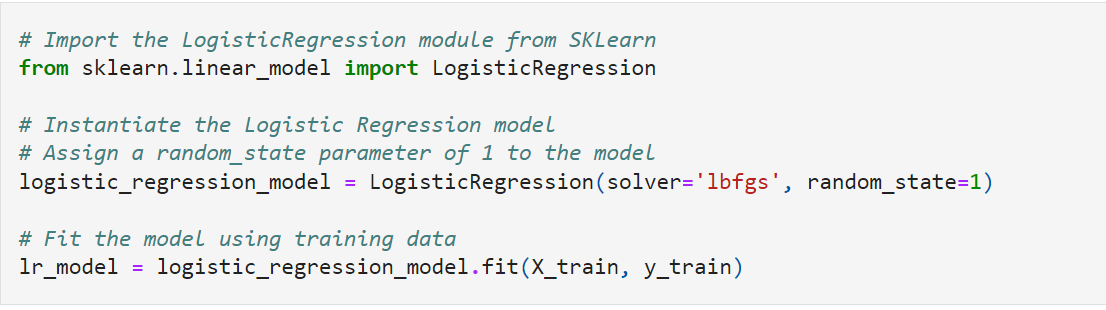 # Import the LogisticRegression module from SKLearn
from sklearn.linear_model import LogisticRegression
# Instantiate the Logistic Regression model
# Assign a random_state parameter of 1 to the model
logistic_regression_model = LogisticRegression(solver='lbfgs', random_state=1)
# Fit the model using training data
lr_model = logistic_regression_model.fit(X_train, y_train)